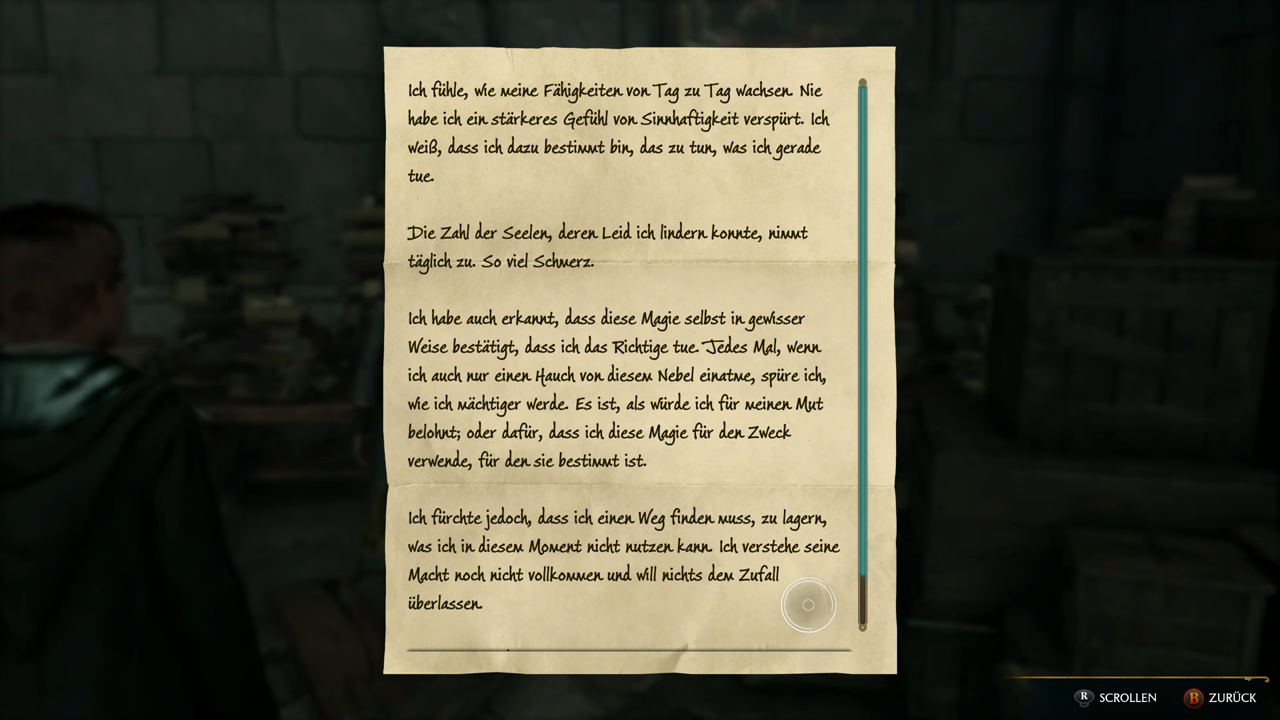 Ich fühle, wie meine Fähigkeiten von Tag zu Tag wachsen. Nie
habe ich ein stärkeres Gefühl von Sinnhaftigkeit verspürt. Ich
weiß, dass ich dazu bestimmt bin, das zu tun, was ich gerade
tue.
Die Zahl der Seelen, deren Leid ich lindern konnte, nimmt
täglich zu. So viel Schmerz.
Ich habe auch erkannt, dass diese Magie selbst in gewisser
Weise bestätigt, dass ich das Richtige tue. Jedes Mal, wenn
ich auch nur einen Hauch von diesem Nebel einatme, spüre ich,
wie ich mächtiger werde. Es ist, als würde ich für meinen Mut
belohnt; oder dafür, dass ich diese Magie für den Zweck
verwende, für den sie bestimmt ist.
Ich fürchte jedoch, dass ich einen Weg finden muss, zu lagern,
was ich in diesem Moment nicht nutzen kann. Ich verstehe seine
Macht noch nicht vollkommen und will nichts dem Zufall
überlassen.
R SCROLLEN B ZURÜCK